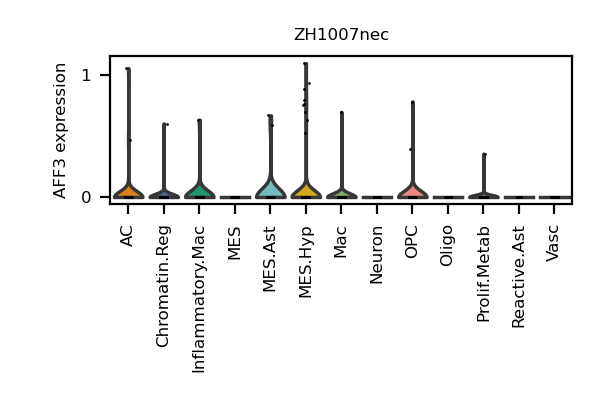 ZH1007nec
AFF3 expression
1
0
AC
Chromatin.Reg
Inflammatory.Mac
MES
MES.Ast
MES.Hyp
Mac
Neuron
OPC
Oligo
Prolif.Metab
Reactive.Ast
Vasc